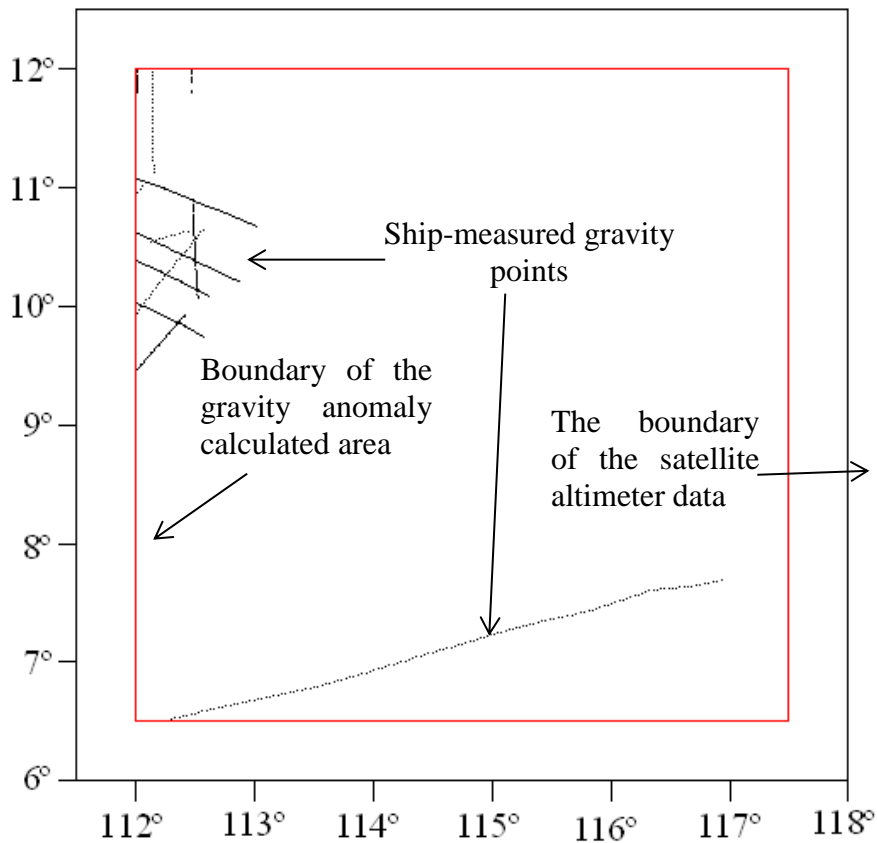 12°
11°
Ship-measured gravity
points
10°
Boundary of the
gravity anomaly
calculated area
9°
The boundary
of the satellite
altimeter data
8°
7°
6°
112° 113° 114° 115° 116° 117° 118°